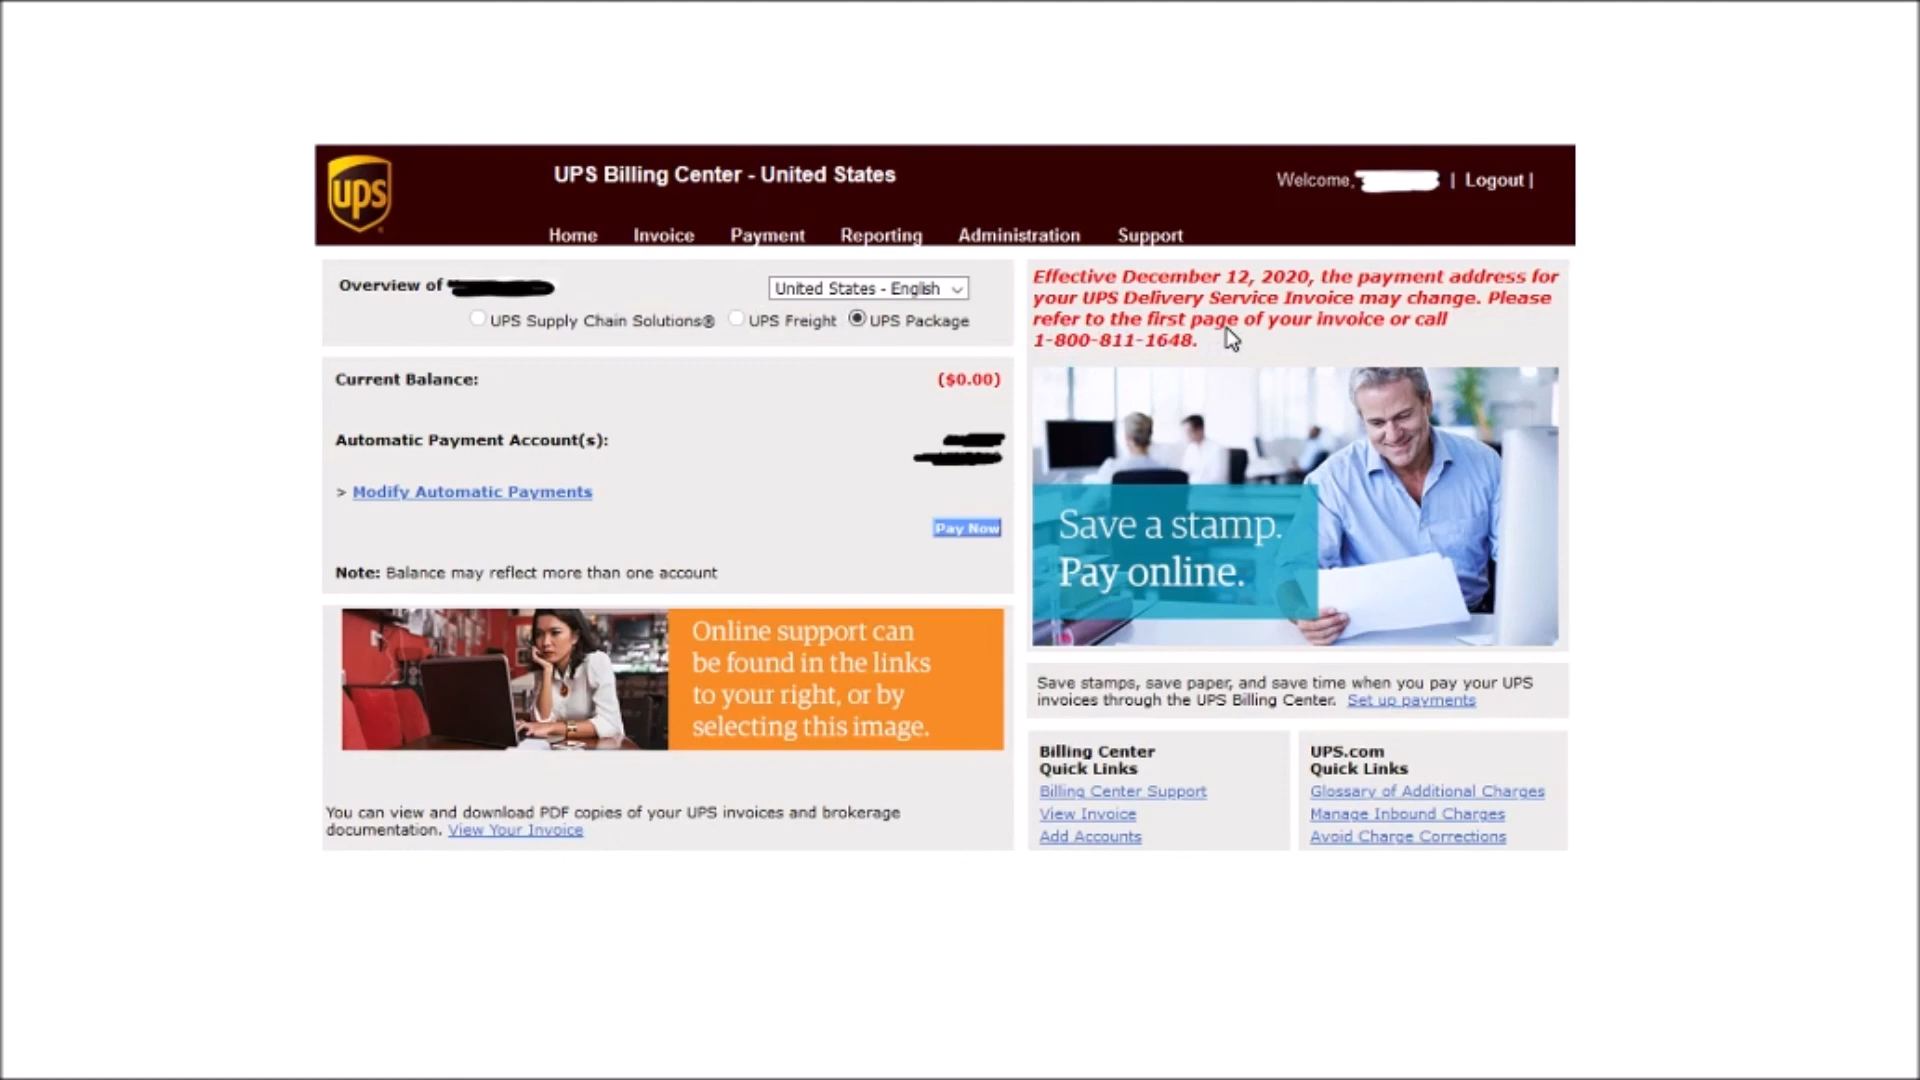 ups
UPS Billing Center - United States
Welcome, | Logout |
Home Invoice Payment Reporting Administration Support
Overview of
United States - English
UPS Supply Chain Solutions® UPS Freight UPS Package
Current Balance: ($0.00)
Automatic Payment Account(s):
> Modify Automatic Payments
Pay Now
Note: Balance may reflect more than one account
Online support can
be found in the links
to your right, or by
selecting this image.
You can view and download PDF copies of your UPS invoices and brokerage
documentation. View Your Invoice
Effective December 12, 2020, the payment address for
your UPS Delivery Service Invoice may change. Please
refer to the first page of your invoice or call
1-800-811-1648.
Save a stamp.
Pay online.
Save stamps, save paper, and save time when you pay your UPS
invoices through the UPS Billing Center. Set up payments
Billing Center
Quick Links
Billing Center Support
View Invoice
Add Accounts
UPS.com
Quick Links
Glossary of Additional Charges
Manage Inbound Charges
Avoid Charge Corrections